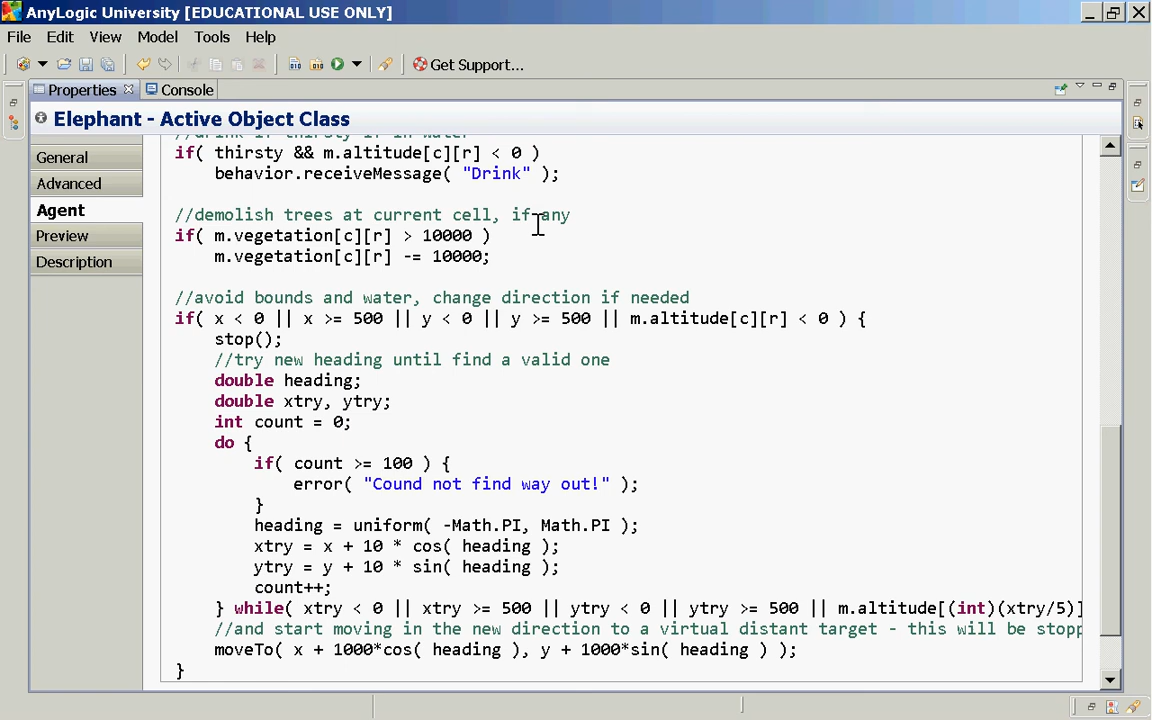 AnyLogic University [EDUCATIONAL USE ONLY]
File Edit View Model Tools Help
Get Support...
Properties Console
Elephant - Active Object Class
General
Advanced
Agent
Preview
Description
//drink if thirsty if in water
if( thirsty && m.altitude[c][r] < 0 )
behavior.receiveMessage( "Drink" );
//demolish trees at current cell, if any
if( m.vegetation[c][r] > 10000 )
m.vegetation[c][r] -= 10000;
//avoid bounds and water, change direction if needed
if( x < 0 || x >= 500 || y < 0 || y >= 500 || m.altitude[c][r] < 0 ) {
stop();
//try new heading until find a valid one
double heading;
double xtry, ytry;
int count = 0;
do {
if( count >= 100 ) {
error( "Cound not find way out!" );
}
heading = uniform( -Math.PI, Math.PI );
xtry = x + 10 * cos( heading );
ytry = y + 10 * sin( heading );
count++;
} while( xtry < 0 || xtry >= 500 || ytry < 0 || ytry >= 500 || m.altitude[(int)(xtry/5)]
//and start moving in the new direction to a virtual distant target - this will be stopp
moveTo( x + 1000*cos( heading ), y + 1000*sin( heading ) );
}